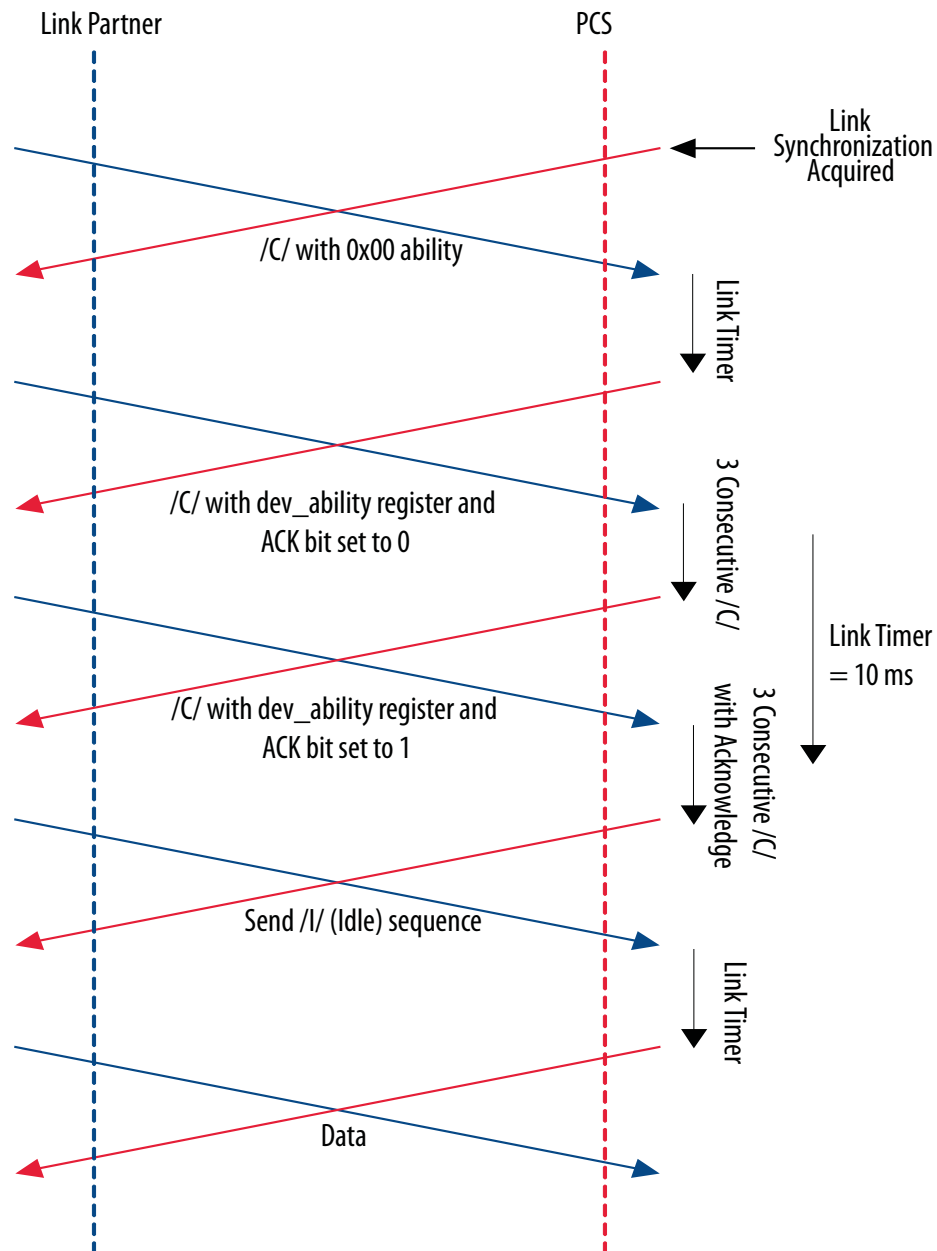 Link Partner
PCS
Link
Synchronization
Acquired
/C/ with 0x00 ability
Link Timer
/C/ with dev_ability register and
ACK bit set to 0
3 Consecutive /C/
Link Timer
= 10 ms
/C/ with dev_ability register and
ACK bit set to 1
3 Consecutive /C/
with Acknowledge
Send /I/ (Idle) sequence
Link Timer
Data